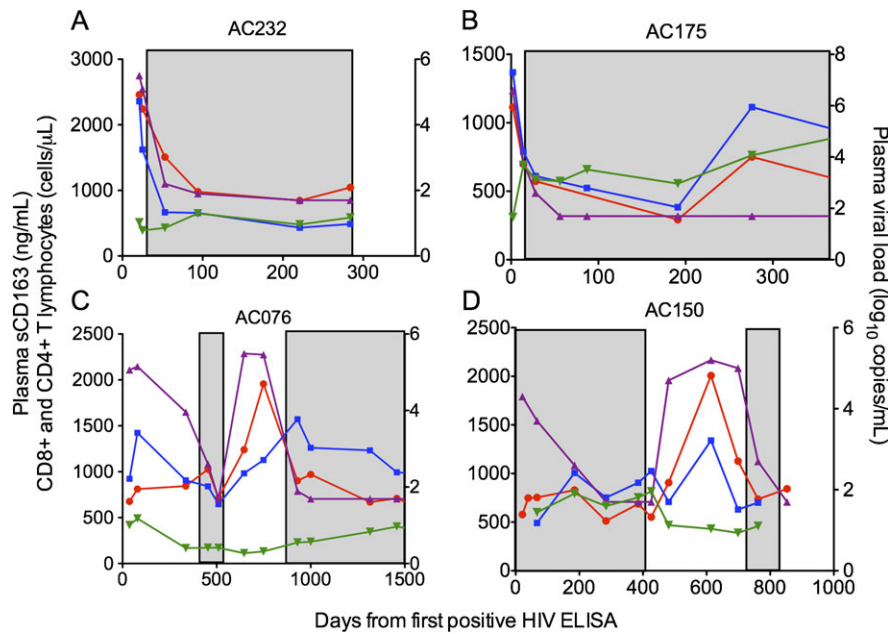 A
AC232
3000
2000
1000
0
0 100 200 300
6
4
2
0
B
AC175
1500
1000
500
0
0 100 200 300
8
6
4
2
0
C
AC076
2500
2000
1500
1000
500
0
0 500 1000 1500
6
4
2
0
D
AC150
2500
2000
1500
1000
500
0
0 200 400 600 800 1000
6
4
2
0
Plasma sCD163 (ng/mL)
CD8+ and CD4+ T lymphocytes (cells/µL)
Plasma viral load (log₁₀ copies/mL)
Days from first positive HIV ELISA